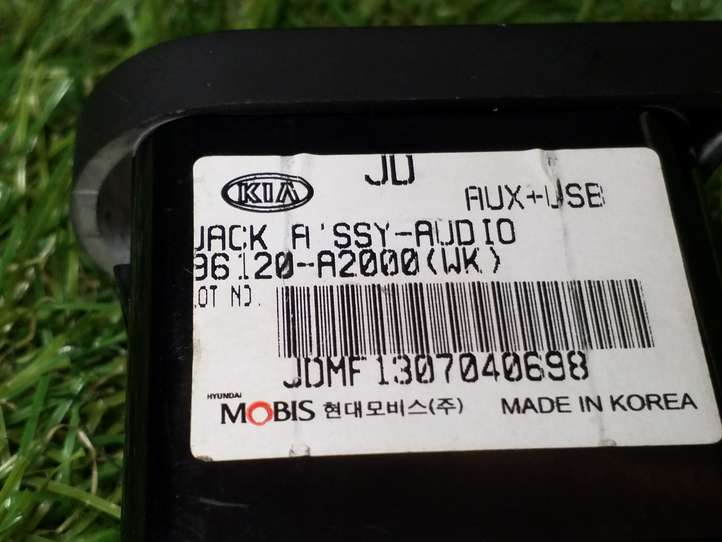 KIA JD AUX+USB
JACK A'SSY-AUDIO
96120-A2000(WK)
LOT NO.
JDMF1307040698
HYUNDAI
MOBIS 현대모비스(주) MADE IN KOREA